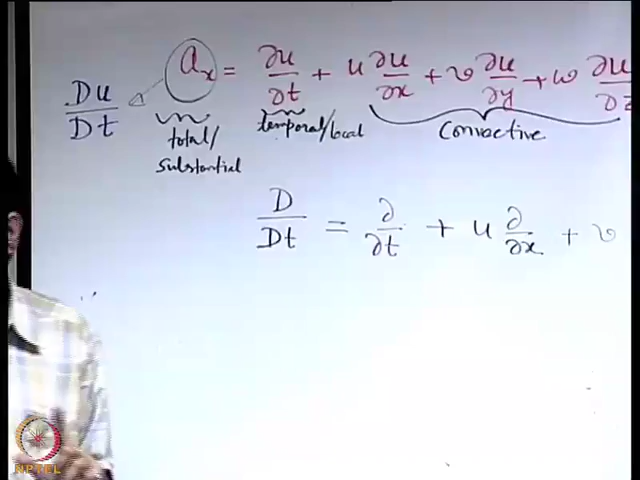 Du/Dt ← aₓ = ∂u/∂t + u ∂u/∂x + v ∂u/∂y + w ∂u/∂z
total/ substantial
temporal/local
Convective
D/Dt = ∂/∂t + u ∂/∂x + v
NPTEL